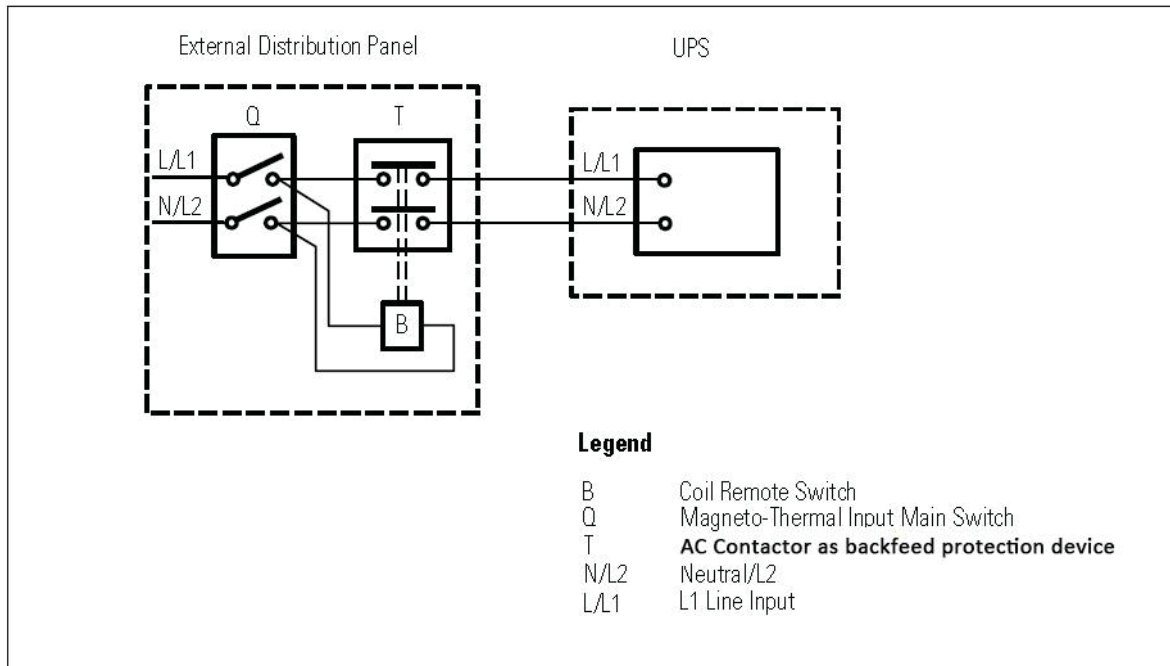 External Distribution Panel
UPS
Q
T
L/L1
N/L2
L/L1
N/L2
B
Legend
B Coil Remote Switch
Q Magneto-Thermal Input Main Switch
T AC Contactor as backfeed protection device
N/L2 Neutral/L2
L/L1 L1 Line Input